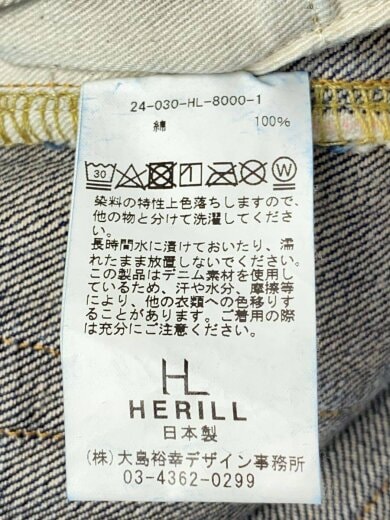 24-030-HL-8000-1
綿 100%
30 W
染料の特性上色落ちしますので、
他の物と分けて洗濯してくださ
い。
長時間水に漬けておいたり、濡
れたまま放置しないでください。
この製品はデニム素材を使用し
ているため、汗や水分、摩擦等
により、他の衣類への色移りす
ることがあります。ご着用の際
は充分にご注意ください。
HL
HERILL
日本製
(株)大島裕幸デザイン事務所
03-4362-0299